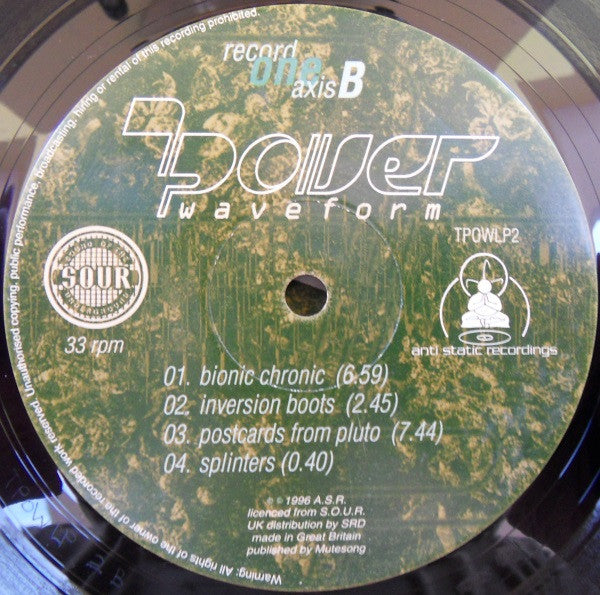 record
one
axis B
TPower
waveform
TPOWLP2
SOUR
33 rpm
anti static recordings
01. bionic chronic (6.59)
02. inversion boots (2.45)
03. postcards from pluto (7.44)
04. splinters (0.40)
℗ © 1996 A.S.R.
licenced from S.O.U.R.
UK distribution by SRD
made in Great Britain
published by Mutesong
Warning: All rights of the owner of the recorded work reserved. Unauthorised copying, public performance, broadcasting, hiring or rental of this recording prohibited.